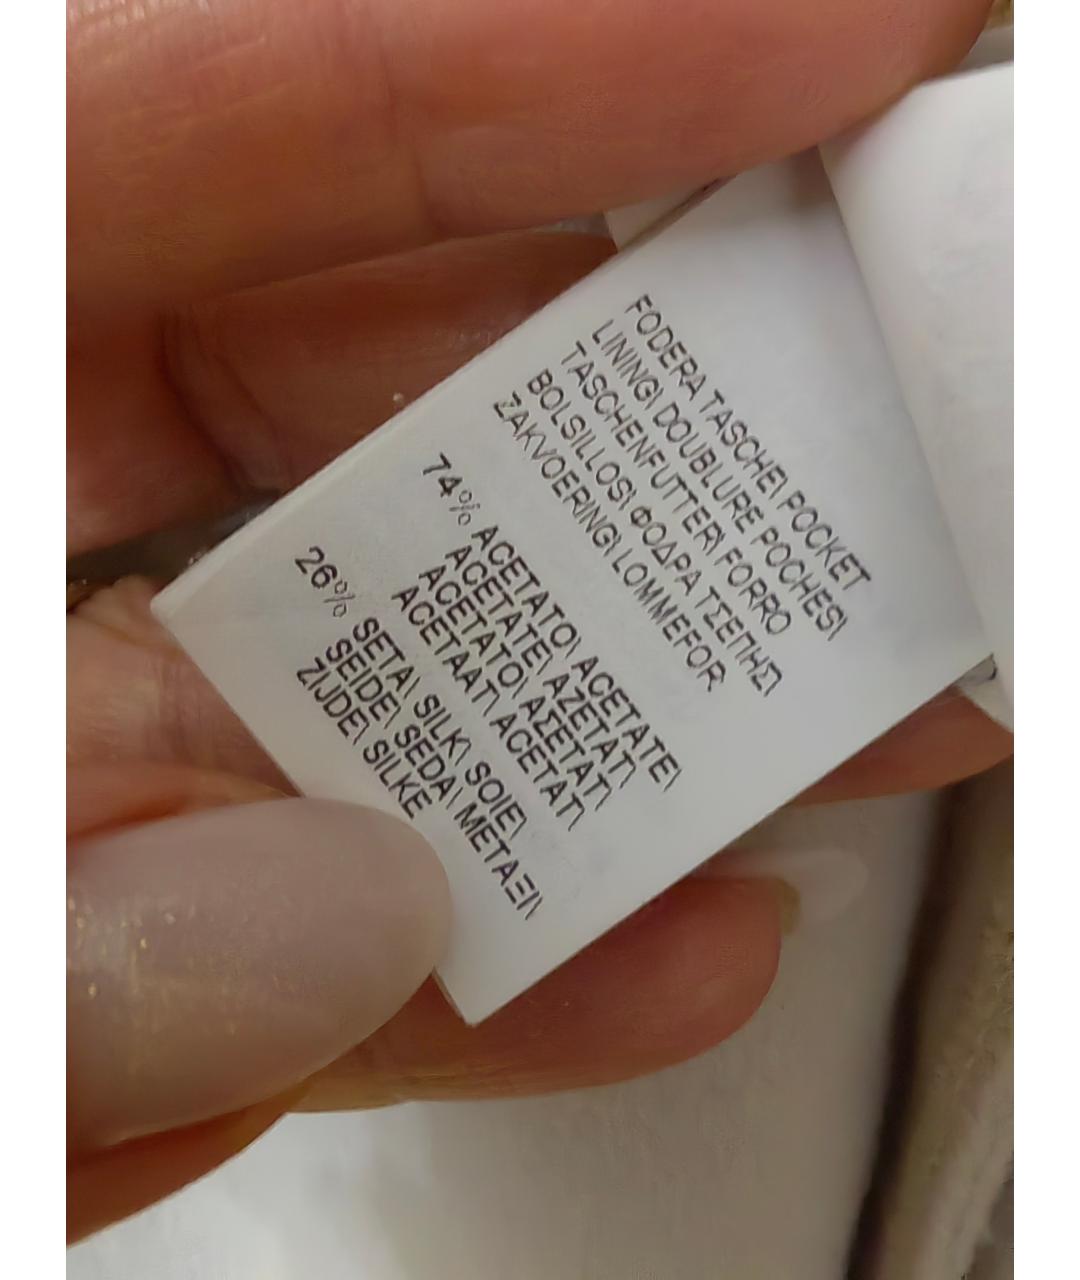 FODERA TASCHE\ POCKET
LINING\ DOUBLURE POCHES\
TASCHENFUTTER\ FORRO
BOLSILLOS\ ΦΟΔΡΑ ΤΣΕΠΗΣ\
ZAKVOERING\ LOMMEFOR
74% ACETATO\ ACETATE\
ACETATE\ AZETAT\
ACETATO\ ΑΣΕΤΑΤ\
ACETAAT\ ACETAT\
26% SETA\ SILK\ SOIE\
SEIDE\ SEDA\ ΜΕΤΑΞΙ\
ZIJDE\ SILKE